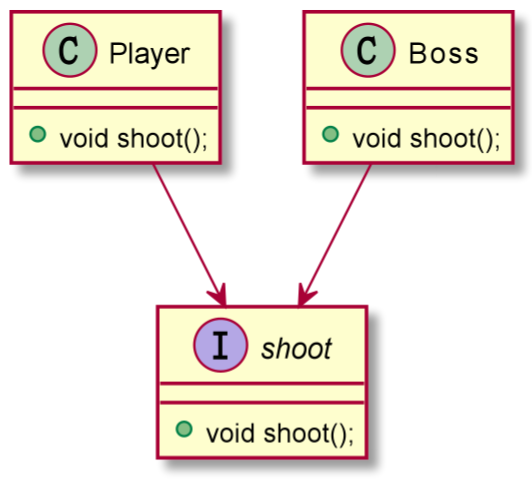 C Player
void shoot();
C Boss
void shoot();
I shoot
void shoot();